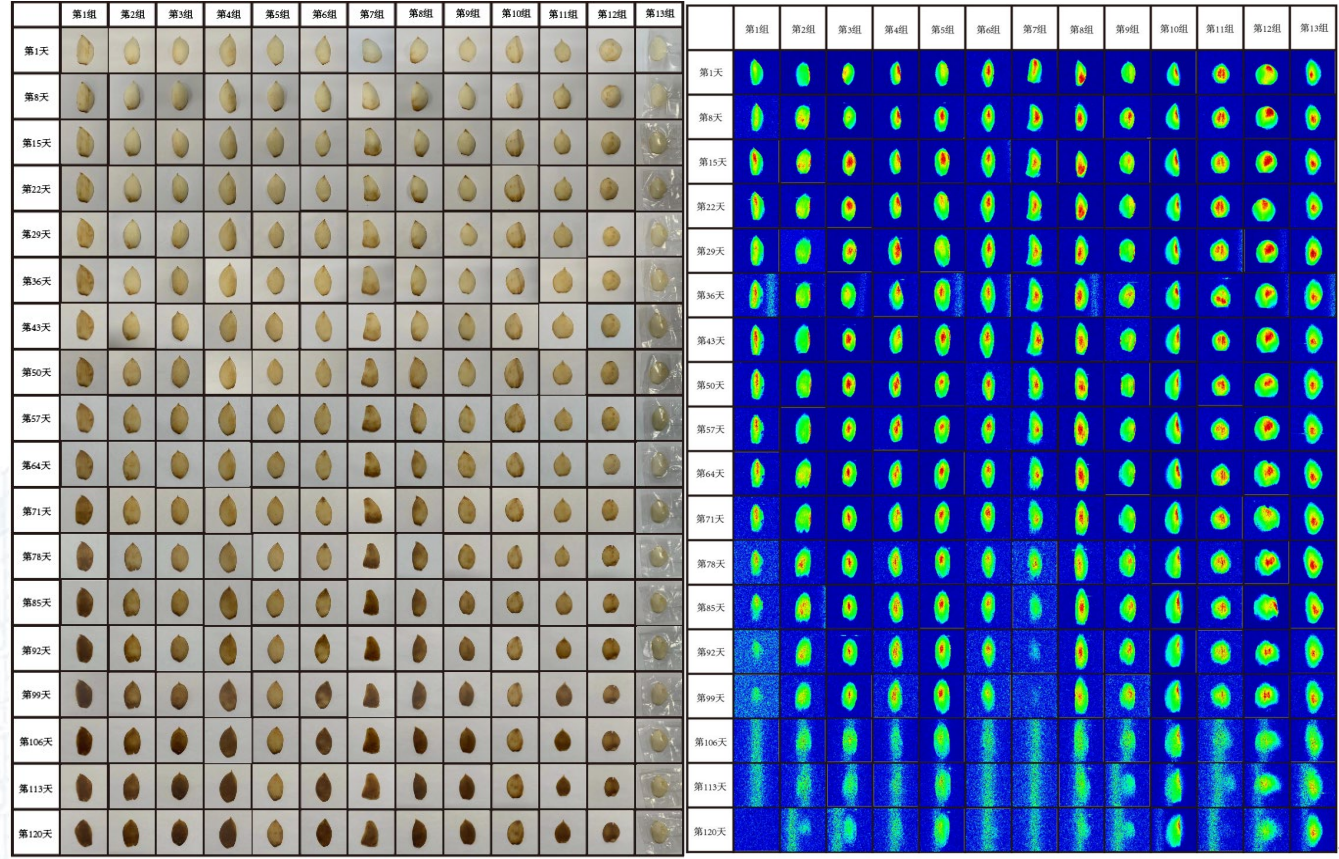 第1组 第2组 第3组 第4组 第5组 第6组 第7组 第8组 第9组 第10组 第11组 第12组 第13组
第1天
第8天
第15天
第22天
第29天
第36天
第43天
第50天
第57天
第64天
第71天
第78天
第85天
第92天
第99天
第106天
第113天
第120天
第1组 第2组 第3组 第4组 第5组 第6组 第7组 第8组 第9组 第10组 第11组 第12组 第13组
第1天
第8天
第15天
第22天
第29天
第36天
第43天
第50天
第57天
第64天
第71天
第78天
第85天
第92天
第99天
第106天
第113天
第120天